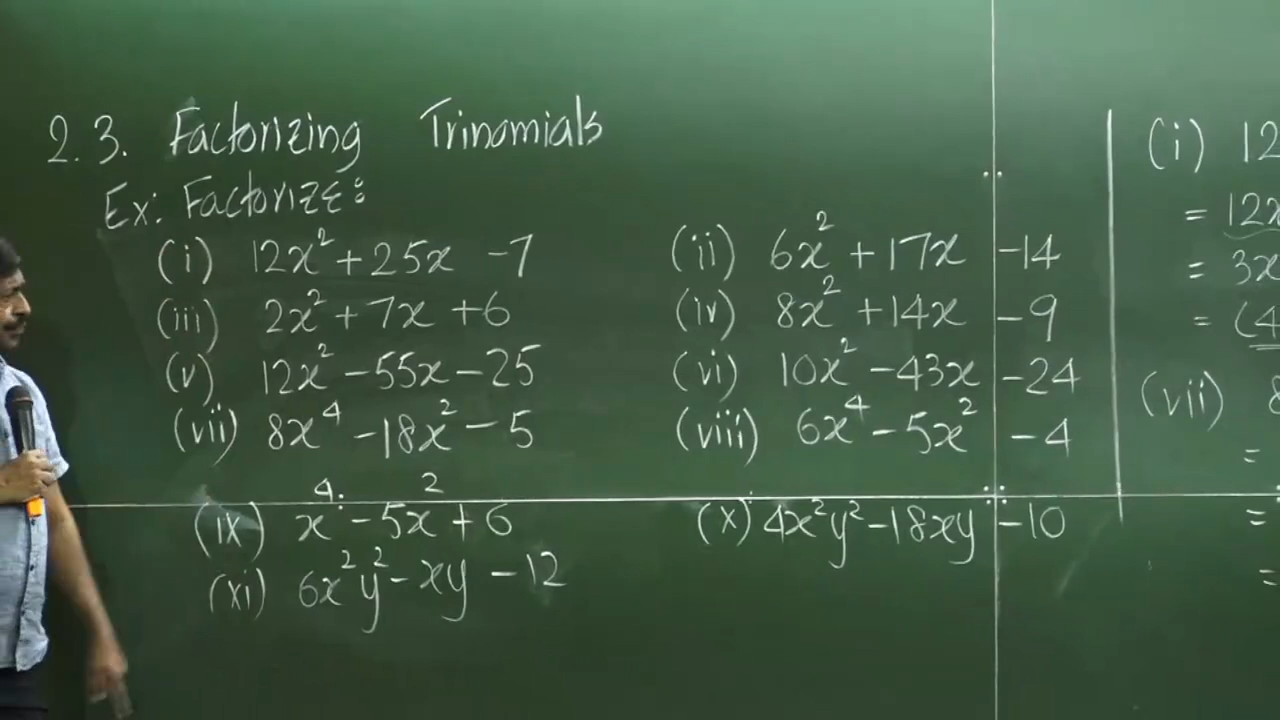 2.3. Factorizing Trinomials
Ex: Factorize:
(i) 12x² + 25x - 7 (ii) 6x² + 17x - 14
(iii) 2x² + 7x + 6 (iv) 8x² + 14x - 9
(v) 12x² - 55x - 25 (vi) 10x² - 43x - 24
(vii) 8x⁴ - 18x² - 5 (viii) 6x⁴ - 5x² - 4
(ix) x⁴ - 5x² + 6 (x) 4x²y² - 18xy - 10
(xi) 6x²y² - xy - 12
(i) 12
= 12x
= 3x
= (4
(vii) 8
=
=
=